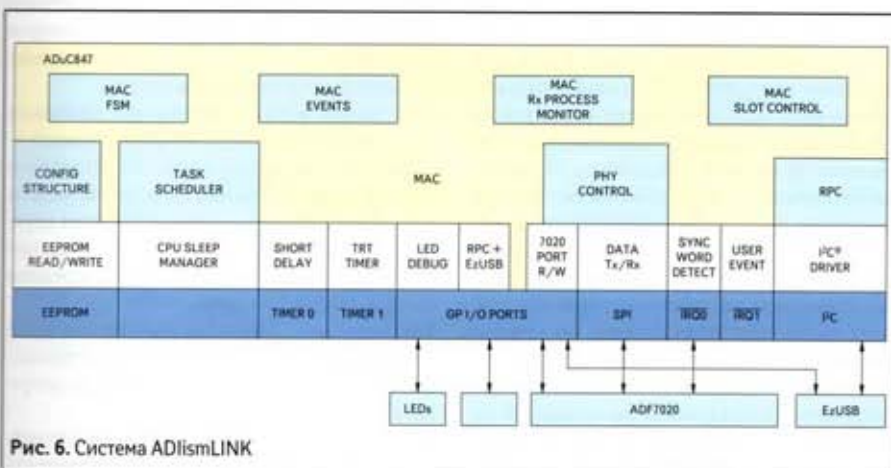 ADuC847
MAC
FSM
MAC
EVENTS
MAC
Rx PROCESS
MONITOR
MAC
SLOT CONTROL
CONFIG
STRUCTURE
TASK
SCHEDULER
MAC
PHY
CONTROL
RPC
EEPROM
READ/WRITE
CPU SLEEP
MANAGER
SHORT
DELAY
TRT
TIMER
LED
DEBUG
RPC +
EzUSB
7020
PORT
R/W
DATA
Tx/Rx
SYNC
WORD
DETECT
USER
EVENT
I²C®
DRIVER
EEPROM
TIMER 0
TIMER 1
GP I/O PORTS
SPI
IRQ0
IRQ1
I²C
LEDs
ADF7020
EzUSB
Рис. 6. Система ADIismLINK